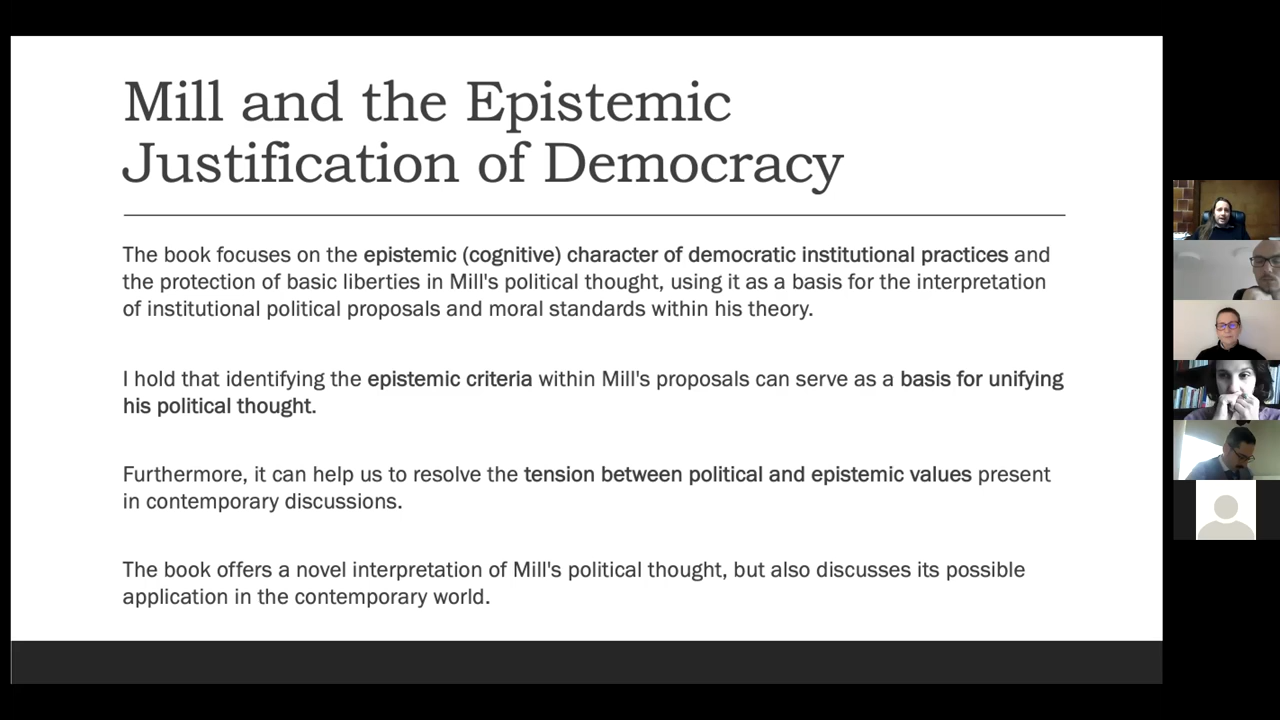 Mill and the Epistemic
Justification of Democracy
The book focuses on the epistemic (cognitive) character of democratic institutional practices and
the protection of basic liberties in Mill's political thought, using it as a basis for the interpretation
of institutional political proposals and moral standards within his theory.
I hold that identifying the epistemic criteria within Mill's proposals can serve as a basis for unifying
his political thought.
Furthermore, it can help us to resolve the tension between political and epistemic values present
in contemporary discussions.
The book offers a novel interpretation of Mill's political thought, but also discusses its possible
application in the contemporary world.